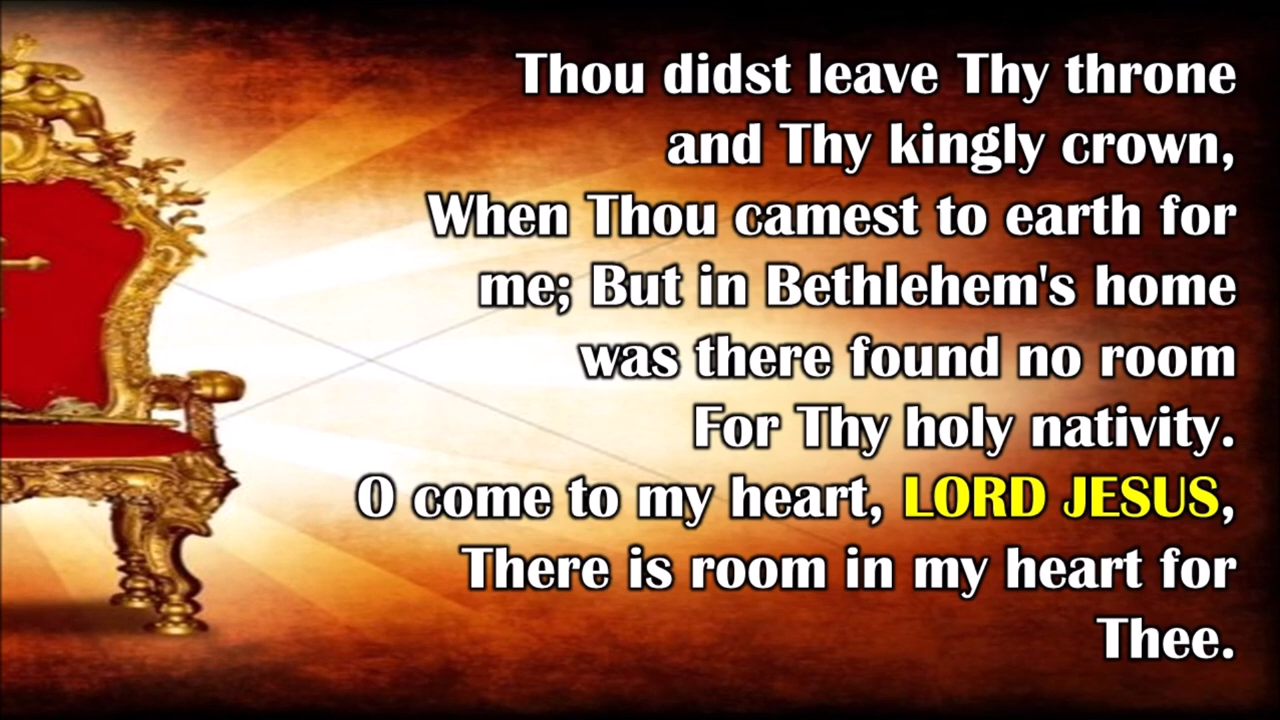 Thou didst leave Thy throne
and Thy kingly crown,
When Thou camest to earth for
me; But in Bethlehem's home
was there found no room
For Thy holy nativity.
O come to my heart, LORD JESUS,
There is room in my heart for
Thee.